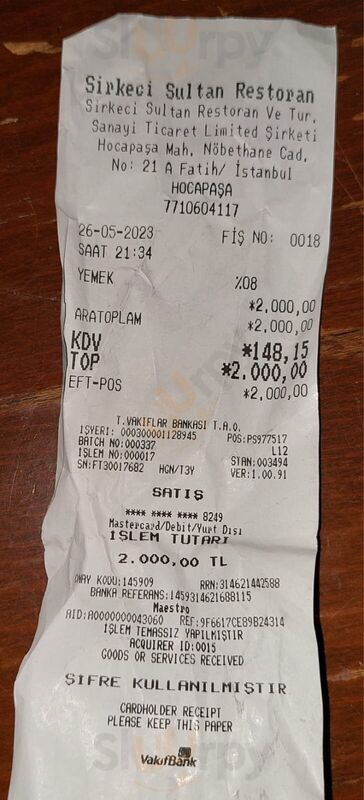 Sirkeci Sultan Restoran
Sirkeci Sultan Restoran Ve Tur.
Sanayi Ticaret Limited Şirketi
Hocapaşa Mah. Nöbethane Cad.
No: 21 A Fatih/ İstanbul
HOCAPAŞA
7710604117
26-05-2023 FİŞ NO: 0018
SAAT 21:34
YEMEK %08 *2.000,00
ARATOPLAM *2.000,00
KDV *148,15
TOP *2.000,00
EFT-POS *2.000,00
T.VAKIFLAR BANKASI T.A.O.
İŞYERİ: 000300001128945 POS:PS977517
BATCH NO:000337 L12
İŞLEM NO:000017 STAN:003494
SN:FT30017682 HGN/T3Y VER:1.00.91
SATIŞ
**** **** **** 8249
Mastercard/Debit/Yurt Dısı
İŞLEM TUTARI
2.000,00 TL
ONAY KODU:145909 RRN:314621442588
BANKA REFERANS:1459314621688115
Maestro
AID:A0000000043060 REF:9F6617CE89B24314
İŞLEM TEMASSIZ YAPILMIŞTIR
ACQUIRER ID:0015
GOODS OR SERVICES RECEIVED
ŞİFRE KULLANILMIŞTIR
CARDHOLDER RECEIPT
PLEASE KEEP THIS PAPER
VakıfBank